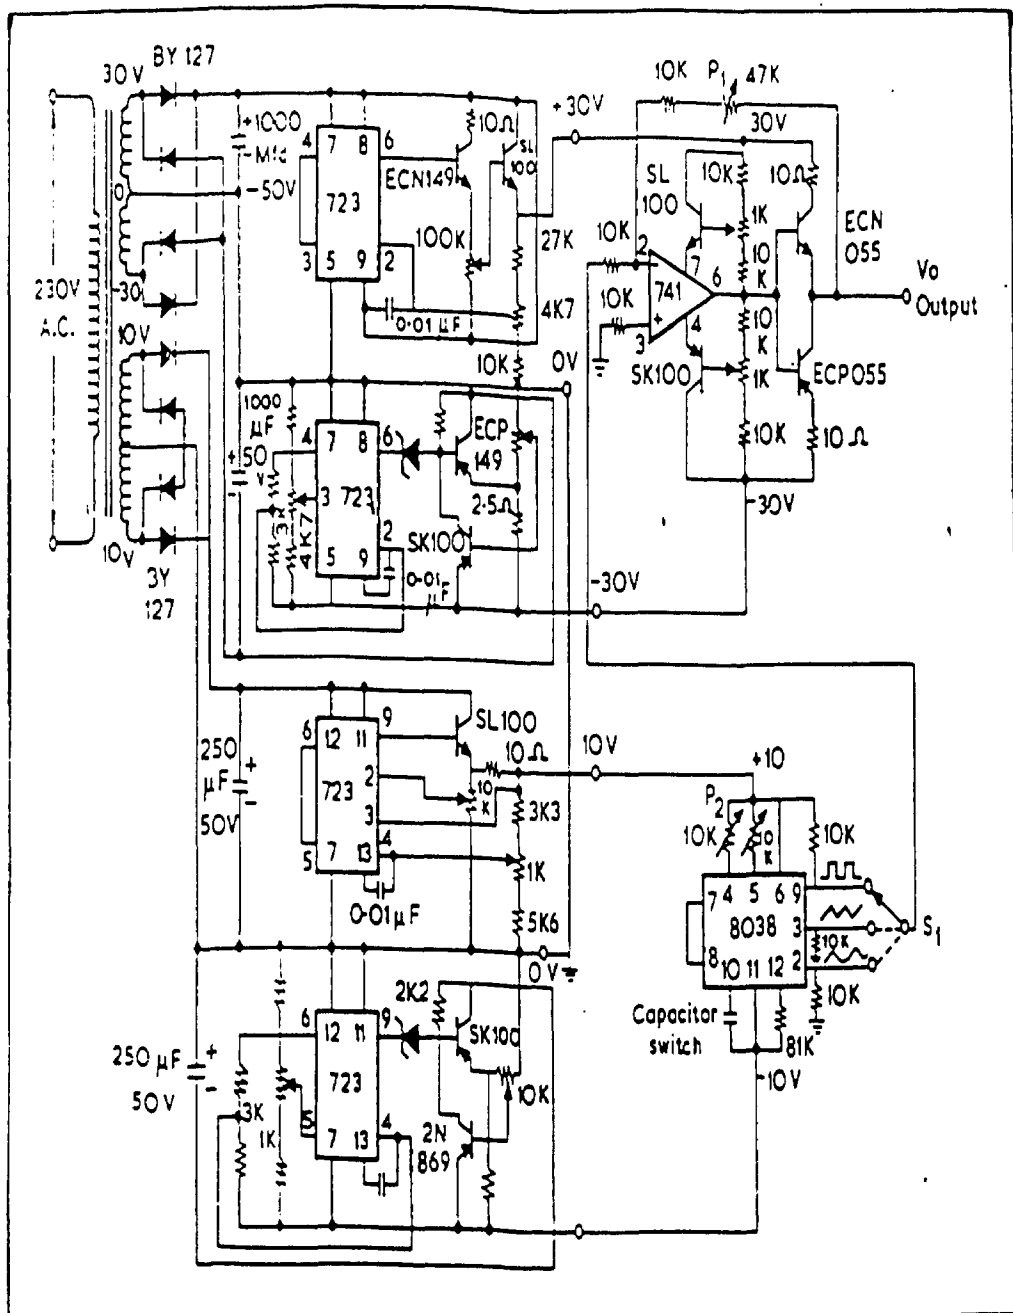 BY 127
30V
0
-30
230V
A.C.
10V
10V
3Y
127
+1000
-Mfd
-50V
4
7
8
6
723
3
5
9
2
ECN149
10Ω
SL
100
100K
27K
4K7
0.01 µF
10K
0V
+30V
1000
µF
+50
V
4
7
8
6
3
723
2
5
9
3K
4K7
ECP
149
2.5Ω
SK100
0.01
µF
-30V
10K
P1
47K
30V
SL
100
10K
10Ω
1K
10
K
ECN
055
10K
2
7
6
741
10K
3
4
10
K
1K
SK100
ECP055
10K
10Ω
-30V
Vo
Output
250
µF
50V
6
12
11
9
2
723
3
4
5
7
13
0.01µF
SL100
10Ω
10
K
3K3
1K
5K6
10V
0V
+10
P2
10K
10
K
10K
4
5
6
9
7
8038
3
8
2
10
11
12
10K
10K
S1
Capacitor
switch
81K
-10V
250 µF
50V
6
12
11
9
723
5
4
7
13
3K
1K
2K2
SK100
10K
2N
869
+
-
+
-